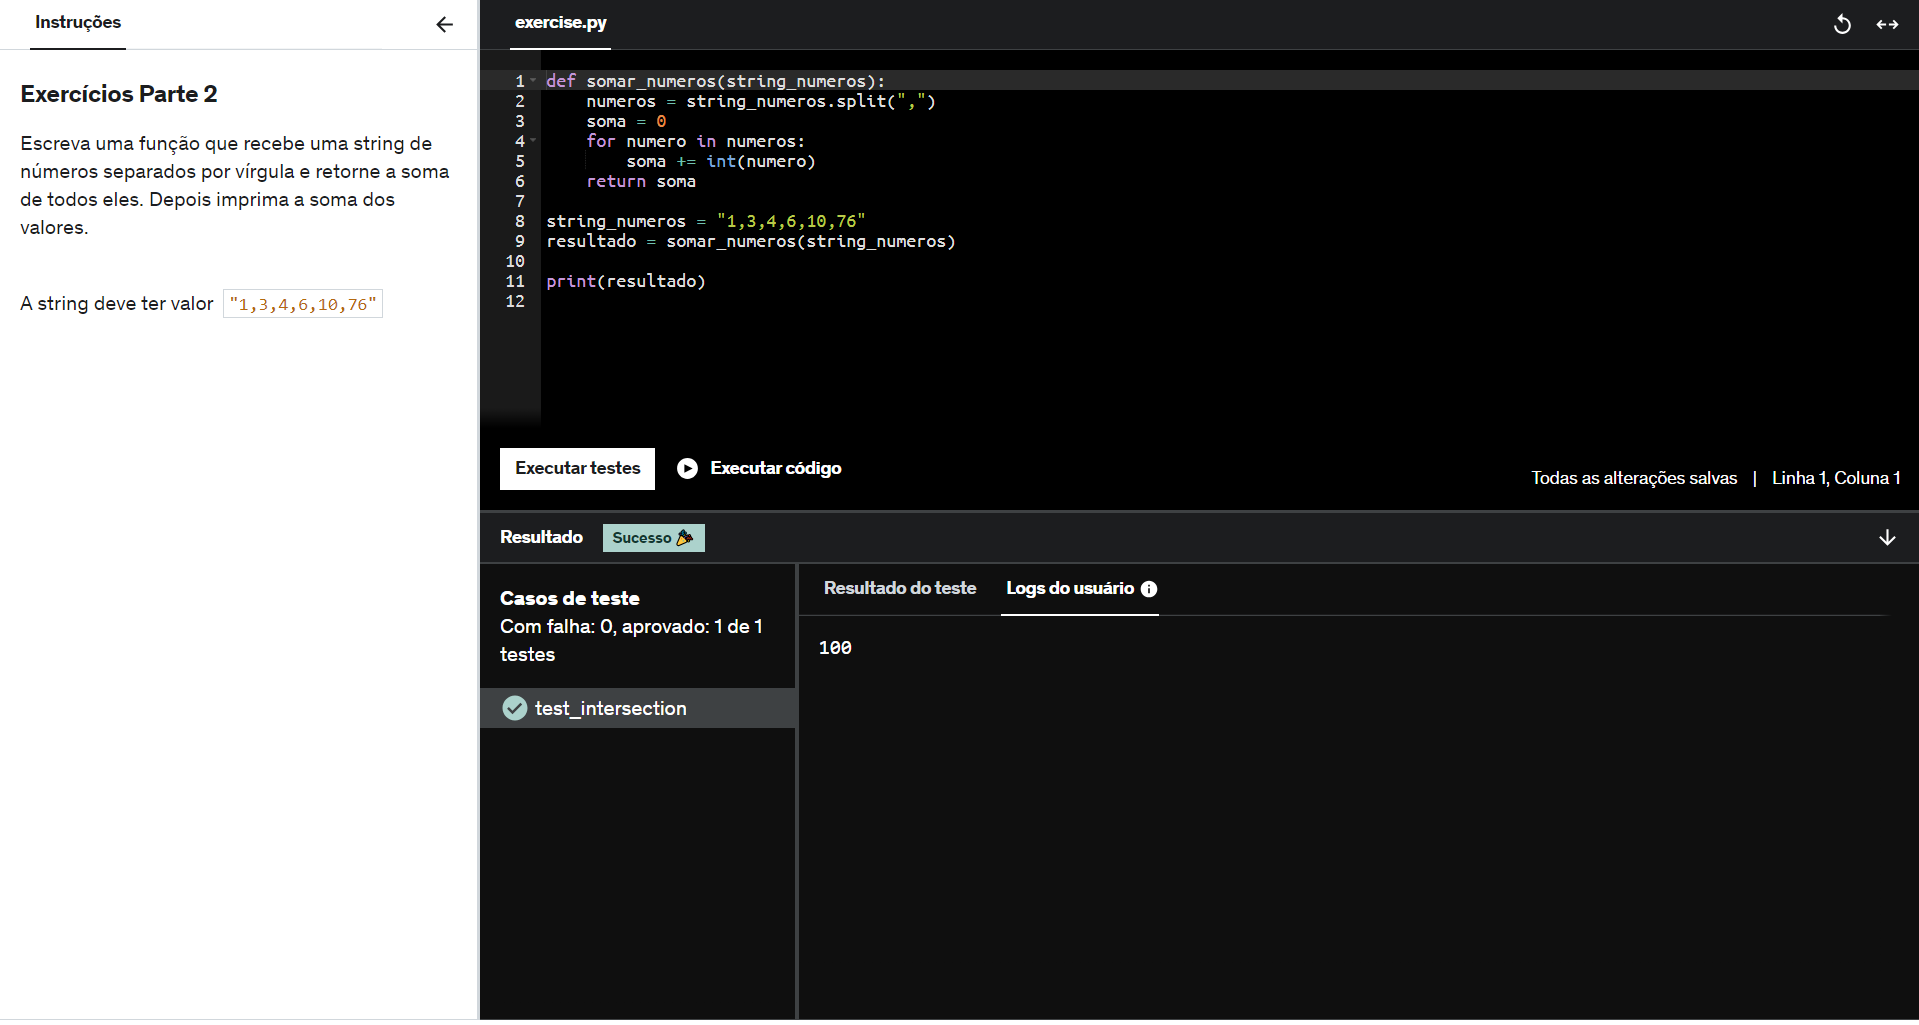 Instruções
Exercícios Parte 2
Escreva uma função que recebe uma string de
números separados por vírgula e retorne a soma
de todos eles. Depois imprima a soma dos
valores.
A string deve ter valor "1,3,4,6,10,76"
exercise.py
1 def somar_numeros(string_numeros):
2     numeros = string_numeros.split(",")
3     soma = 0
4     for numero in numeros:
5         soma += int(numero)
6     return soma
7
8 string_numeros = "1,3,4,6,10,76"
9 resultado = somar_numeros(string_numeros)
10
11 print(resultado)
12
Executar testes Executar código
Todas as alterações salvas | Linha 1, Coluna 1
Resultado Sucesso
Casos de teste
Com falha: 0, aprovado: 1 de 1
testes
test_intersection
Resultado do teste Logs do usuário
100